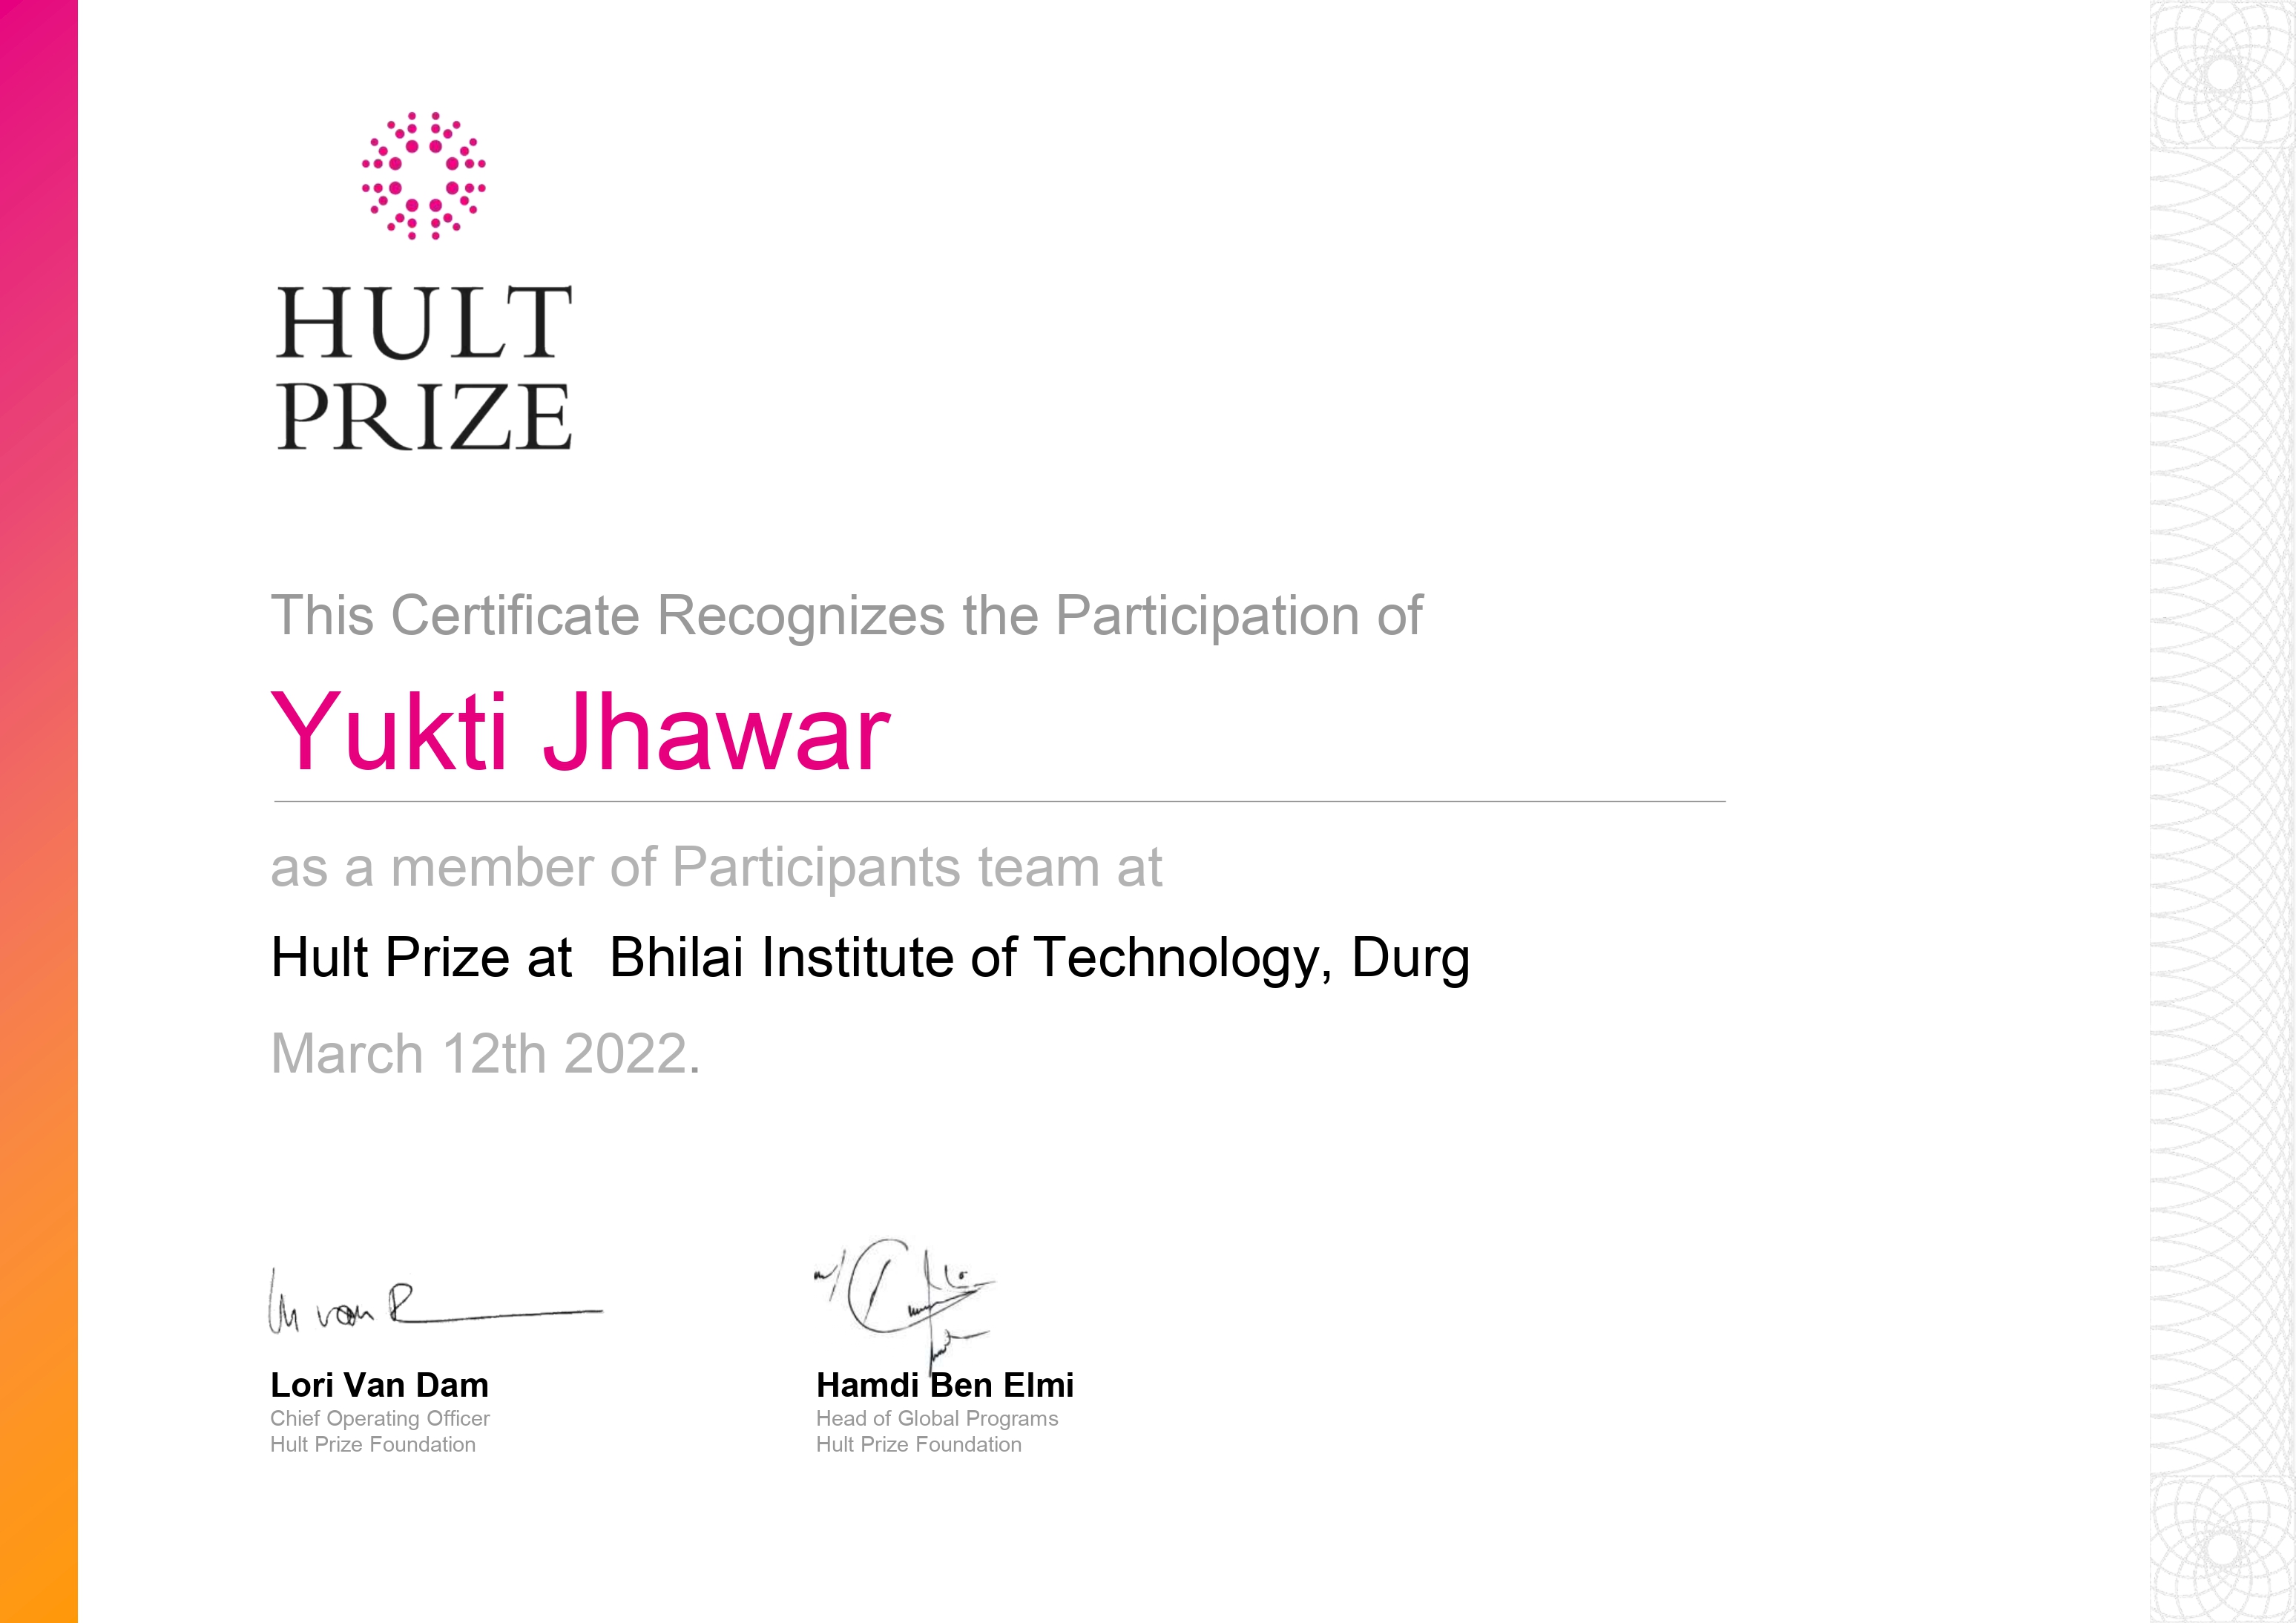 HULT
PRIZE
This Certificate Recognizes the Participation of
Yukti Jhawar
as a member of Participants team at
Hult Prize at Bhilai Institute of Technology, Durg
March 12th 2022.
Lori Van Dam
Chief Operating Officer
Hult Prize Foundation
Hamdi Ben Elmi
Head of Global Programs
Hult Prize Foundation